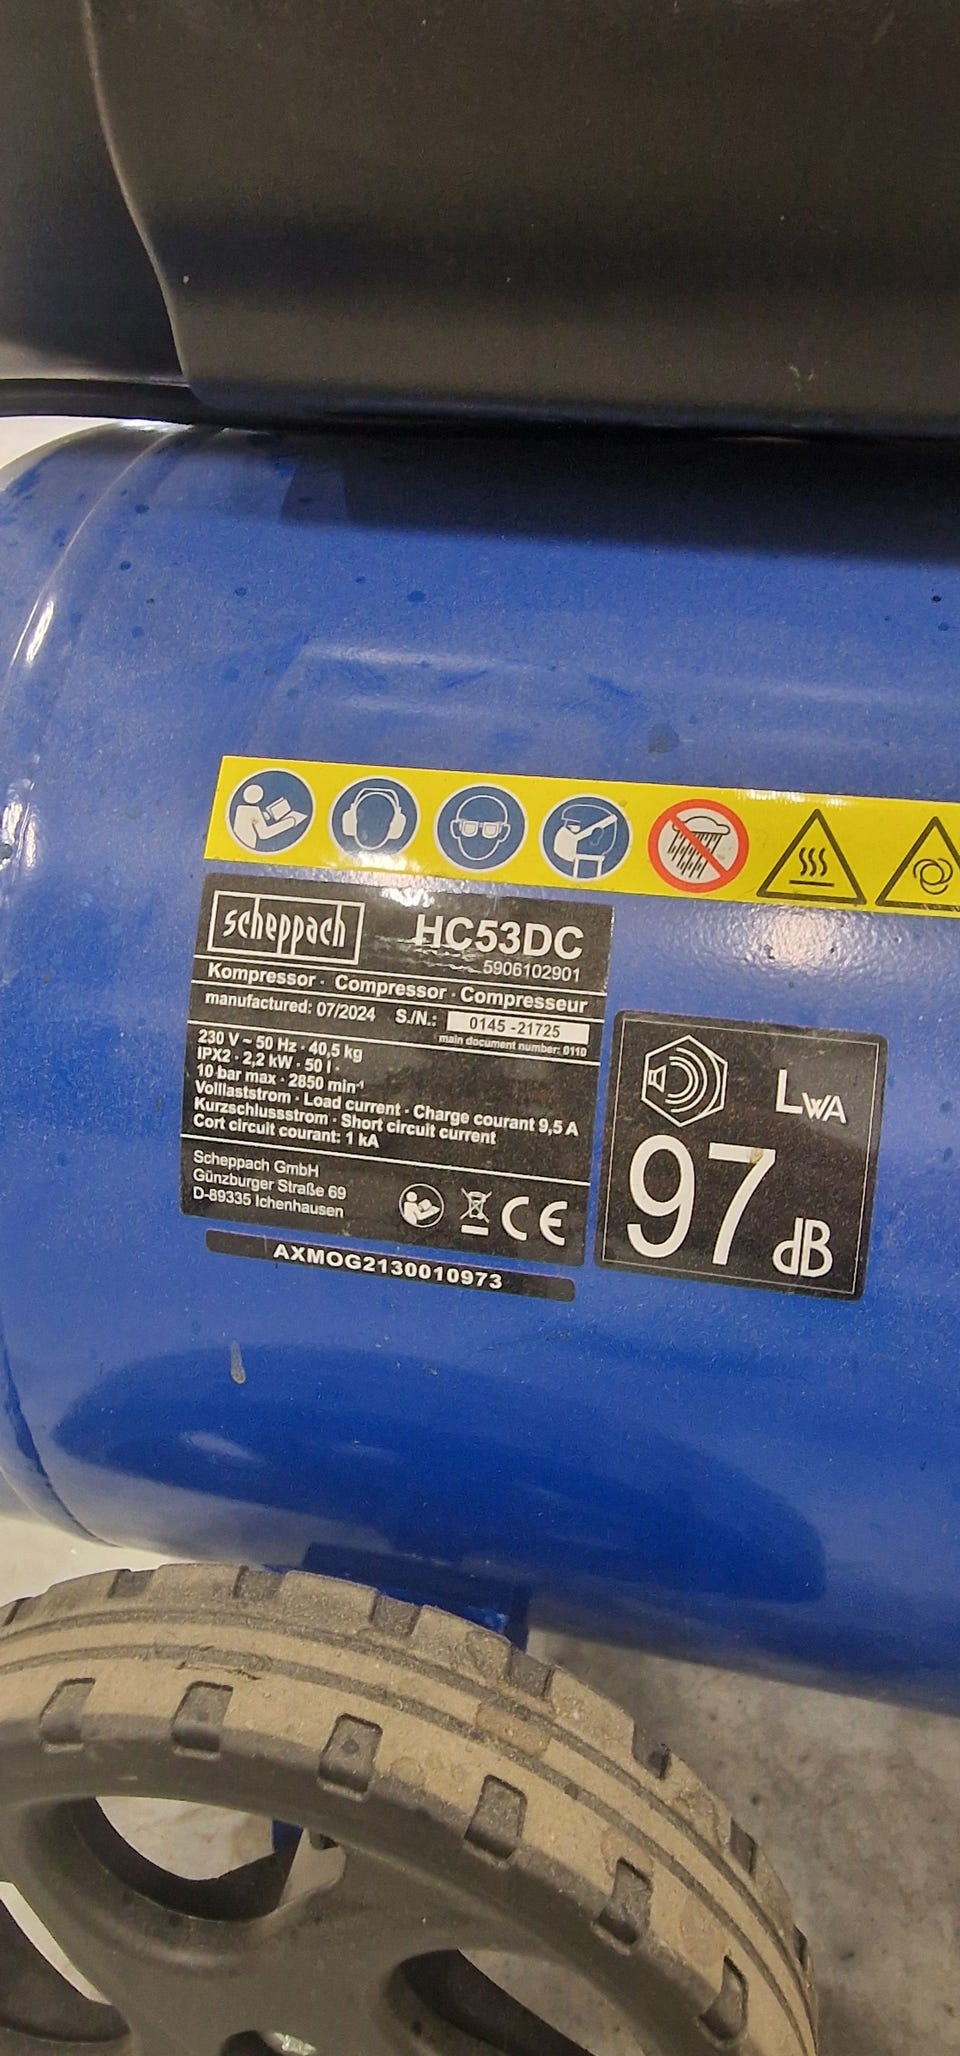 scheppach
HC53DC
5906102901
Kompressor · Compressor · Compresseur
manufactured: 07/2024 S./N.: 0145 -21725
main document number: 0110
230 V ~ 50 Hz · 40,5 kg
IPX2 · 2,2 kW · 50 l ·
10 bar max · 2850 min⁻¹
Volllaststrom · Load current · Charge courant 9,5 A
Kurzschlussstrom · Short circuit current
Cort circuit courant: 1 kA
Scheppach GmbH
Günzburger Straße 69
D-89335 Ichenhausen
CE
AXMOG2130010973
LWA
97 dB